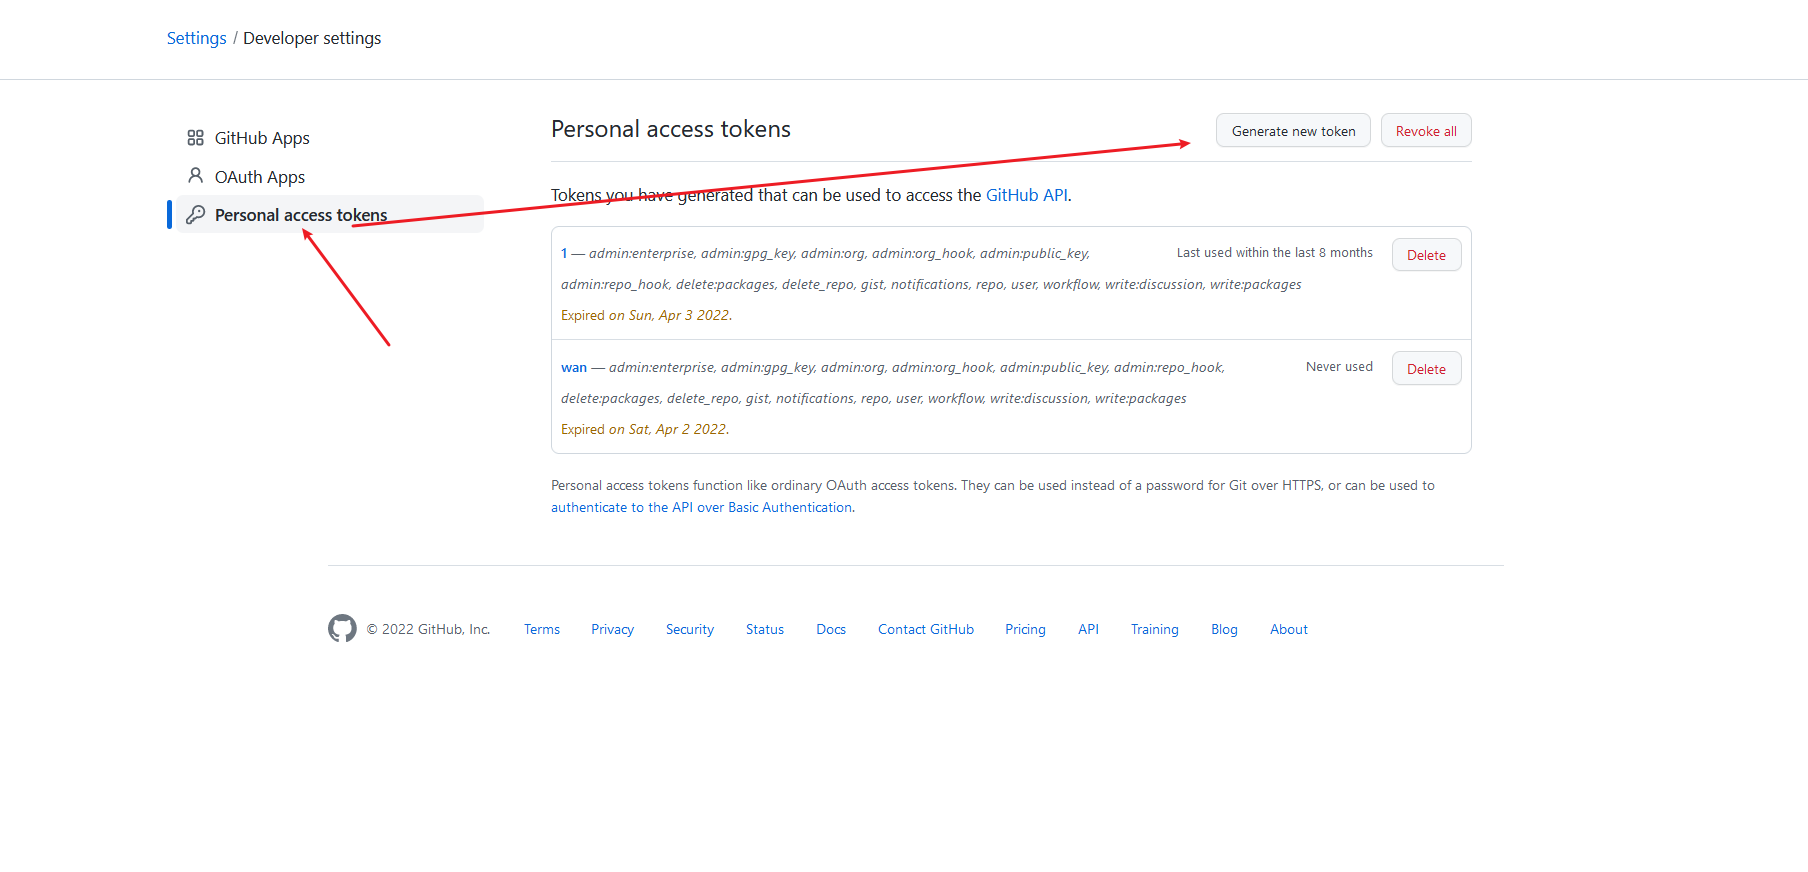 Settings / Developer settings
GitHub Apps
OAuth Apps
Personal access tokens
Personal access tokens
Generate new token
Revoke all
Tokens you have generated that can be used to access the GitHub API.
1 — admin:enterprise, admin:gpg_key, admin:org, admin:org_hook, admin:public_key,
Last used within the last 8 months
Delete
admin:repo_hook, delete:packages, delete_repo, gist, notifications, repo, user, workflow, write:discussion, write:packages
Expired on Sun, Apr 3 2022.
wan — admin:enterprise, admin:gpg_key, admin:org, admin:org_hook, admin:public_key, admin:repo_hook,
Never used
Delete
delete:packages, delete_repo, gist, notifications, repo, user, workflow, write:discussion, write:packages
Expired on Sat, Apr 2 2022.
Personal access tokens function like ordinary OAuth access tokens. They can be used instead of a password for Git over HTTPS, or can be used to
authenticate to the API over Basic Authentication.
© 2022 GitHub, Inc. Terms Privacy Security Status Docs Contact GitHub Pricing API Training Blog About